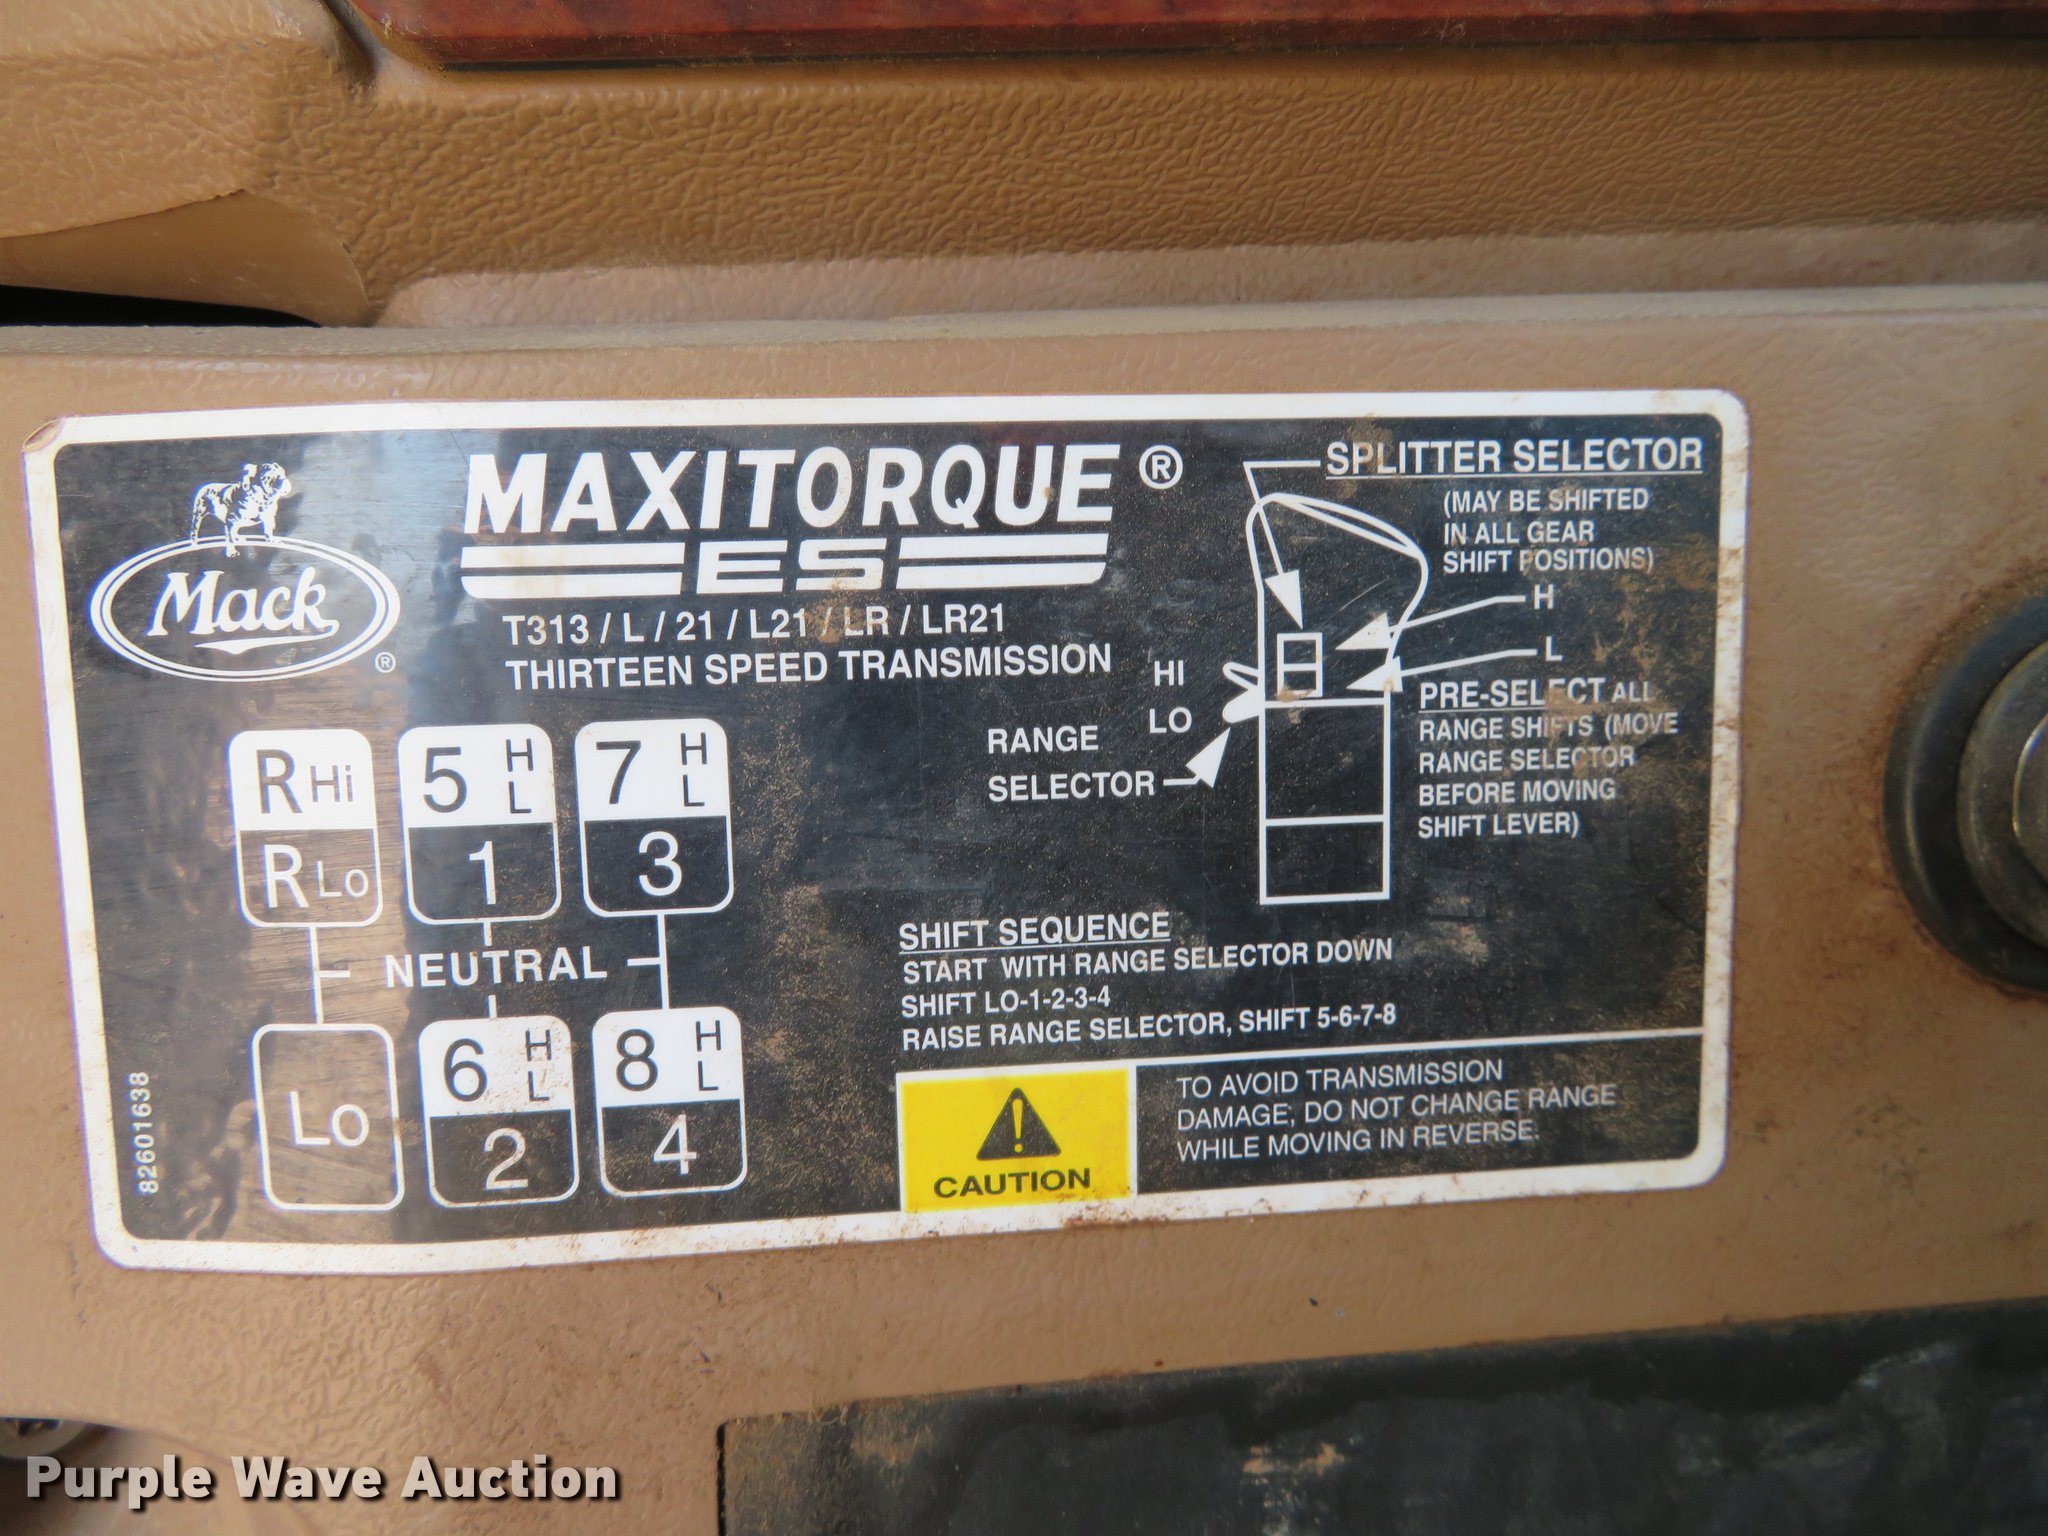 MAXITORQUE®
ES
T313 / L / 21 / L21 / LR / LR21
THIRTEEN SPEED TRANSMISSION
Mack
®
SPLITTER SELECTOR
(MAY BE SHIFTED
IN ALL GEAR
SHIFT POSITIONS)
H
L
HI
LO
RANGE
SELECTOR
PRE-SELECT ALL
RANGE SHIFTS (MOVE
RANGE SELECTOR
BEFORE MOVING
SHIFT LEVER)
R Hi
R Lo
5 H L
1
7 H L
3
NEUTRAL
Lo
6 H L
2
8 H L
4
SHIFT SEQUENCE
START WITH RANGE SELECTOR DOWN
SHIFT LO-1-2-3-4
RAISE RANGE SELECTOR, SHIFT 5-6-7-8
CAUTION
TO AVOID TRANSMISSION
DAMAGE, DO NOT CHANGE RANGE
WHILE MOVING IN REVERSE.
82601638
Purple Wave Auction